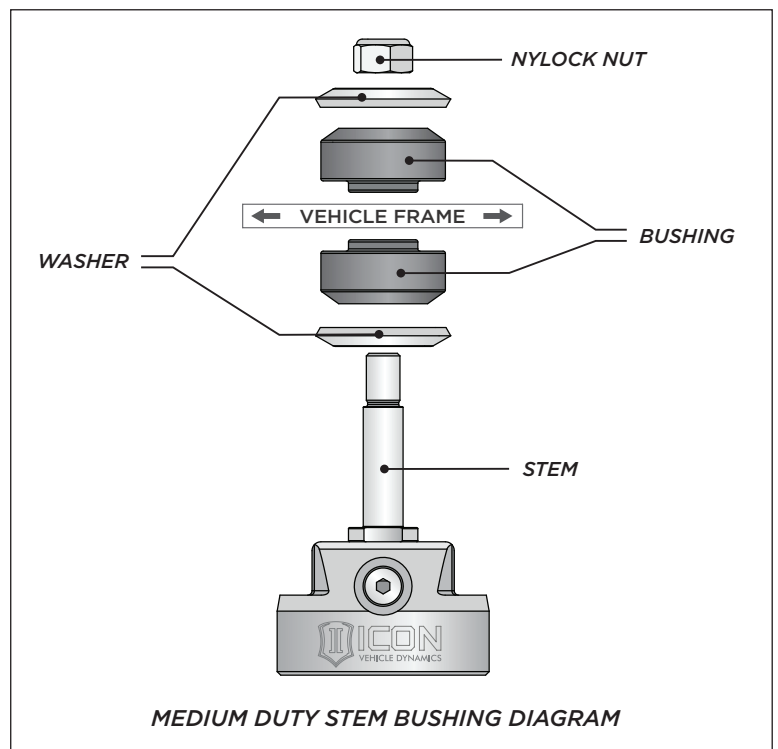 NYLOCK NUT
VEHICLE FRAME
BUSHING
WASHER
STEM
ICON
VEHICLE DYNAMICS
MEDIUM DUTY STEM BUSHING DIAGRAM